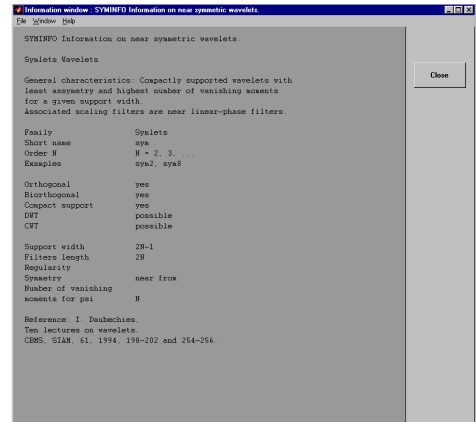 Information window : SYMINFO Information on near symmetric wavelets.
File Window Help
SYMINFO Information on near symmetric wavelets.
Symlets Wavelets
General characteristics: Compactly supported wavelets with
least assymetry and highest number of vanishing moments
for a given support width.
Associated scaling filters are near linear-phase filters.
Family Symlets
Short name sym
Order N N = 2, 3, ...
Examples sym2, sym8
Orthogonal yes
Biorthogonal yes
Compact support yes
DWT possible
CWT possible
Support width 2N-1
Filters length 2N
Regularity
Symmetry near from
Number of vanishing
moments for psi N
Reference: I. Daubechies,
Ten lectures on wavelets,
CBMS, SIAM, 61, 1994, 198-202 and 254-256.
Close